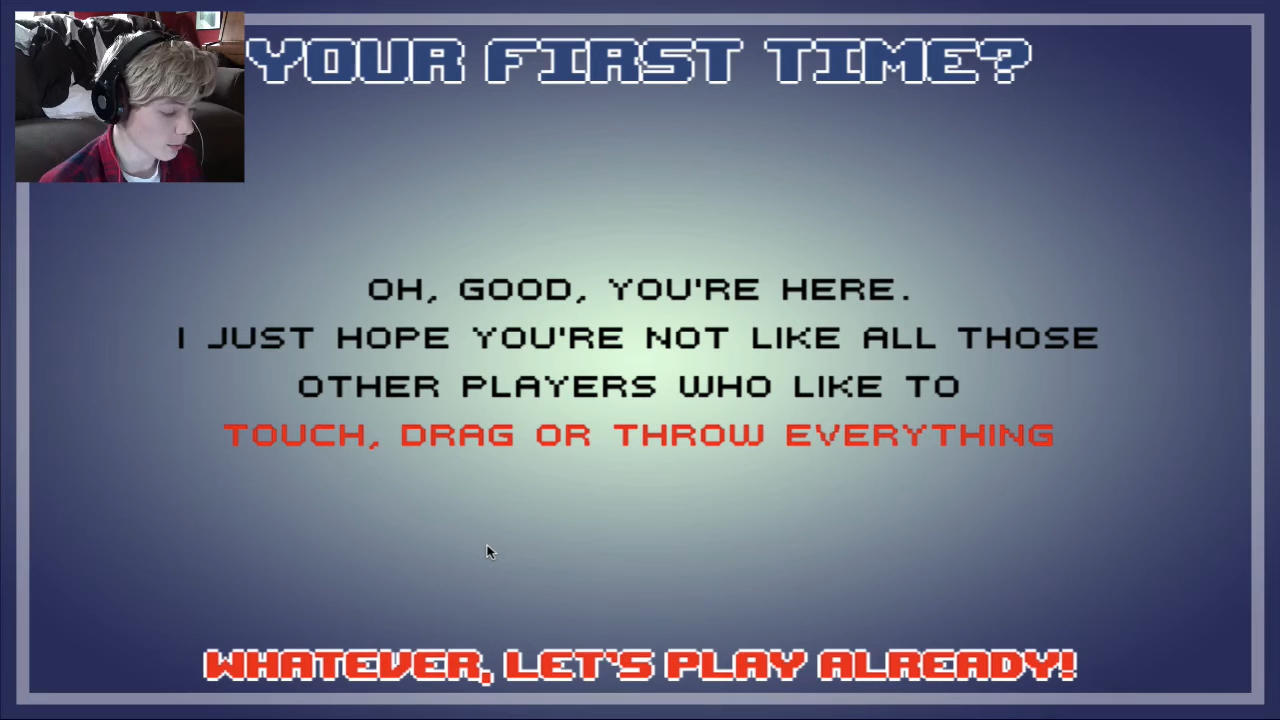 YOUR FIRST TIME?
OH, GOOD, YOU'RE HERE.
I JUST HOPE YOU'RE NOT LIKE ALL THOSE
OTHER PLAYERS WHO LIKE TO
TOUCH, DRAG OR THROW EVERYTHING
WHATEVER, LET'S PLAY ALREADY!